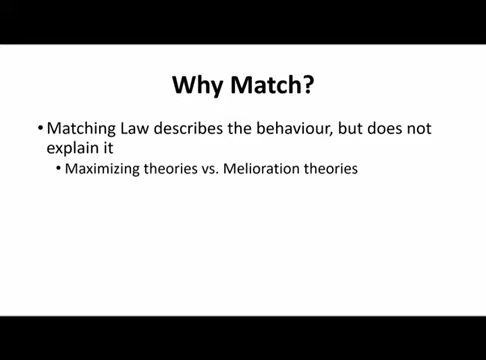 Why Match?
• Matching Law describes the behaviour, but does not
explain it
• Maximizing theories vs. Melioration theories